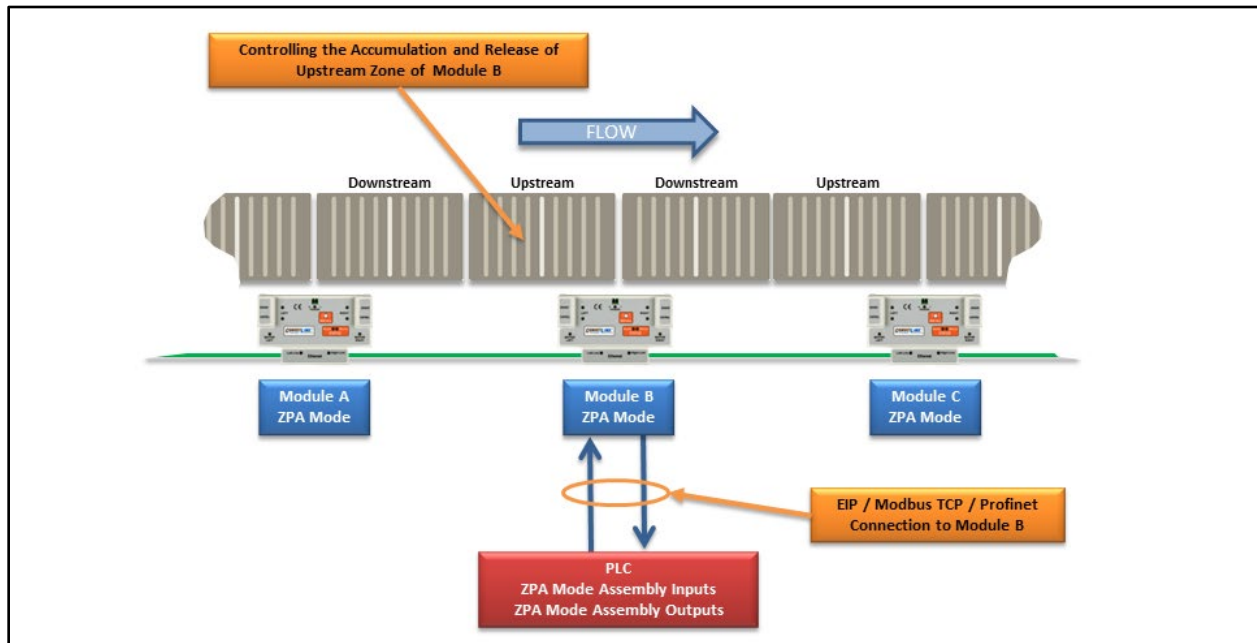 Controlling the Accumulation and Release of
Upstream Zone of Module B
FLOW
Downstream
Upstream
Downstream
Upstream
Module A
ZPA Mode
Module B
ZPA Mode
Module C
ZPA Mode
EIP / Modbus TCP / Profinet
Connection to Module B
PLC
ZPA Mode Assembly Inputs
ZPA Mode Assembly Outputs